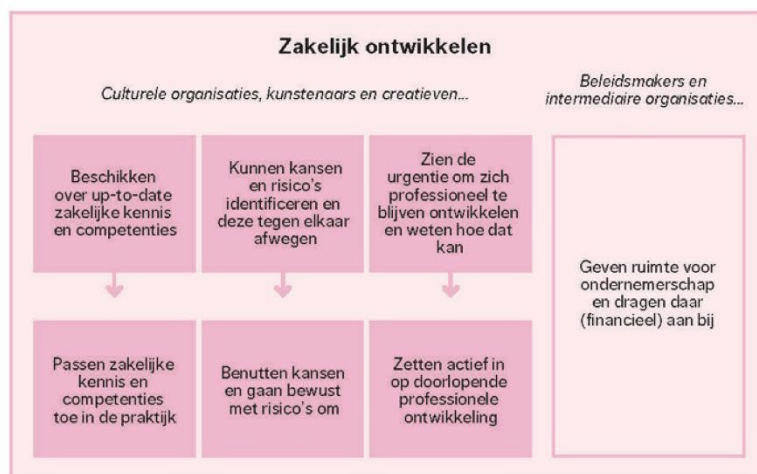 Zakelijk ontwikkelen
Culturele organisaties, kunstenaars en creatieven...
Beleidsmakers en
intermediaire organisaties...
Beschikken
over up-to-date
zakelijke kennis
en competenties
Kunnen kansen
en risico's
identificeren en
deze tegen elkaar
afwegen
Zien de
urgentie om zich
professioneel te
blijven ontwikkelen
en weten hoe dat
kan
Passen zakelijke
kennis en
competenties
toe in de praktijk
Benutten kansen
en gaan bewust
met risico's om
Zetten actief in
op doorlopende
professionele
ontwikkeling
Geven ruimte voor
ondernemerschap
en dragen daar
(financieel) aan bij